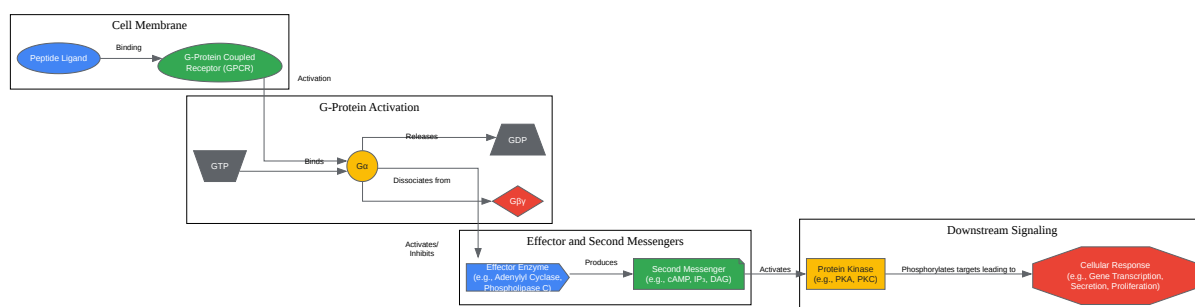 Cell Membrane
Peptide Ligand
Binding
G-Protein Coupled
Receptor (GPCR)
Activation
G-Protein Activation
GTP
Binds
Gα
Releases
GDP
Dissociates from
Gβγ
Activates/
Inhibits
Effector and Second Messengers
Effector Enzyme
(e.g., Adenylyl Cyclase,
Phospholipase C)
Produces
Second Messenger
(e.g., cAMP, IP₃, DAG)
Activates
Downstream Signaling
Protein Kinase
(e.g., PKA, PKC)
Phosphorylates targets leading to
Cellular Response
(e.g., Gene Transcription,
Secretion, Proliferation)